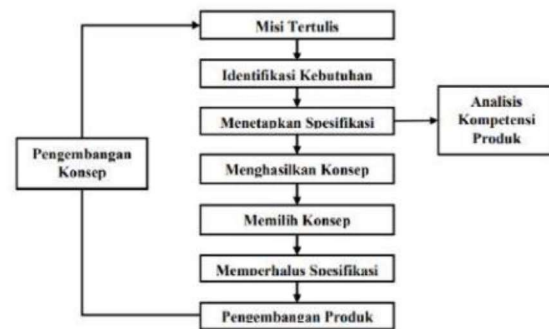 Misi Tertulis
Identifikasi Kebutuhan
Menetapkan Spesifikasi
Analisis
Kompetensi
Produk
Pengembangan
Konsep
Menghasilkan Konsep
Memilih Konsep
Memperhalus Spesifikasi
Pengembangan Produk